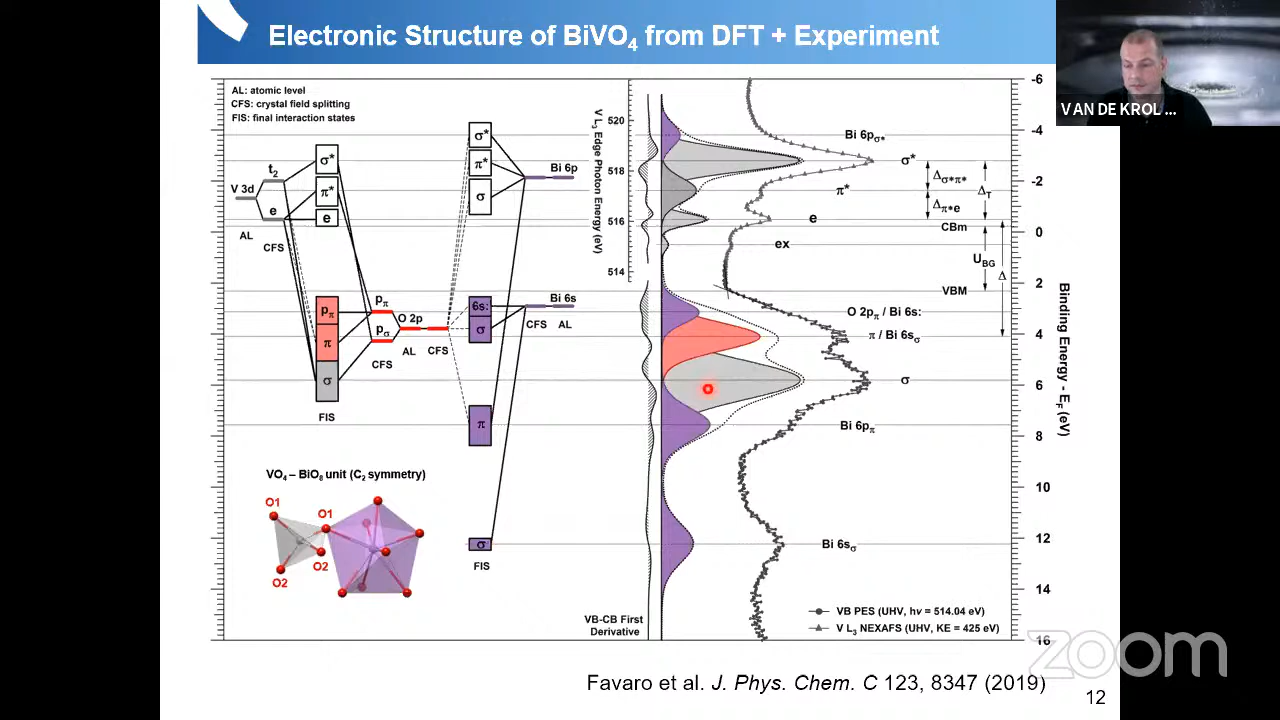 Electronic Structure of BiVO4 from DFT + Experiment
VAN DE KROL ...
AL: atomic level
CFS: crystal field splitting
FIS: final interaction states
V 3d
t2
e
AL
CFS
σ*
π*
e
pπ
π
σ
FIS
pπ
pσ
CFS
O 2p
AL
CFS
σ*
π*
σ
Bi 6p
6s:
σ
Bi 6s
CFS
AL
π
σ
FIS
VO4 – BiO8 unit (C2 symmetry)
O1
O1
O2
O2
V L3 Edge Photon Energy (eV)
520
518
516
514
VB-CB First
Derivative
Bi 6pσ*
σ*
π*
e
CBm
ex
VBM
O 2pπ / Bi 6s:
π / Bi 6sσ
σ
Bi 6pπ
Bi 6sσ
Δσ*π*
Δπ*e
ΔT
UBG
Δ
-6
-4
-2
0
2
4
6
8
10
12
14
16
Binding Energy - EF (eV)
VB PES (UHV, hν = 514.04 eV)
V L3 NEXAFS (UHV, KE = 425 eV)
zoom
Favaro et al. J. Phys. Chem. C 123, 8347 (2019)
12